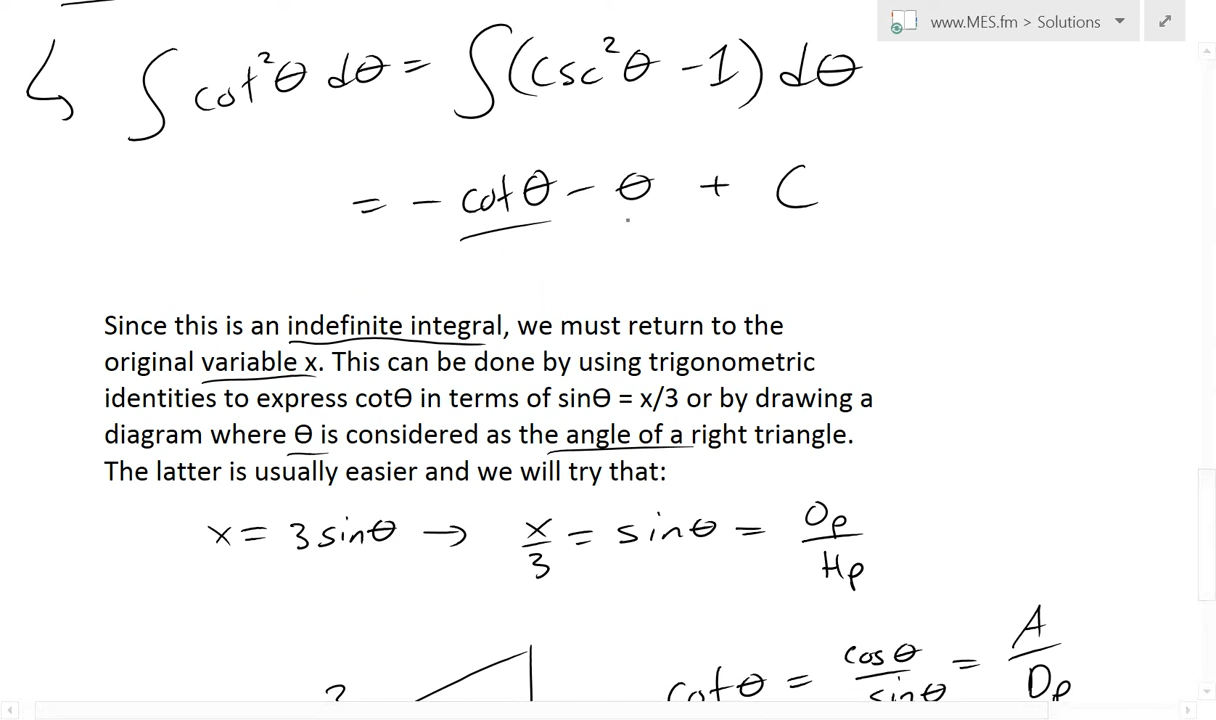 www.MES.fm > Solutions
↳ ∫ cot²θ dθ = ∫(csc²θ - 1) dθ
= - cot θ - θ + C
Since this is an indefinite integral, we must return to the
original variable x. This can be done by using trigonometric
identities to express cotΘ in terms of sinΘ = x/3 or by drawing a
diagram where Θ is considered as the angle of a right triangle.
The latter is usually easier and we will try that:
x = 3 sinθ → x/3 = sinθ = Op/Hp
cotθ = cosθ/sinθ = A/Op